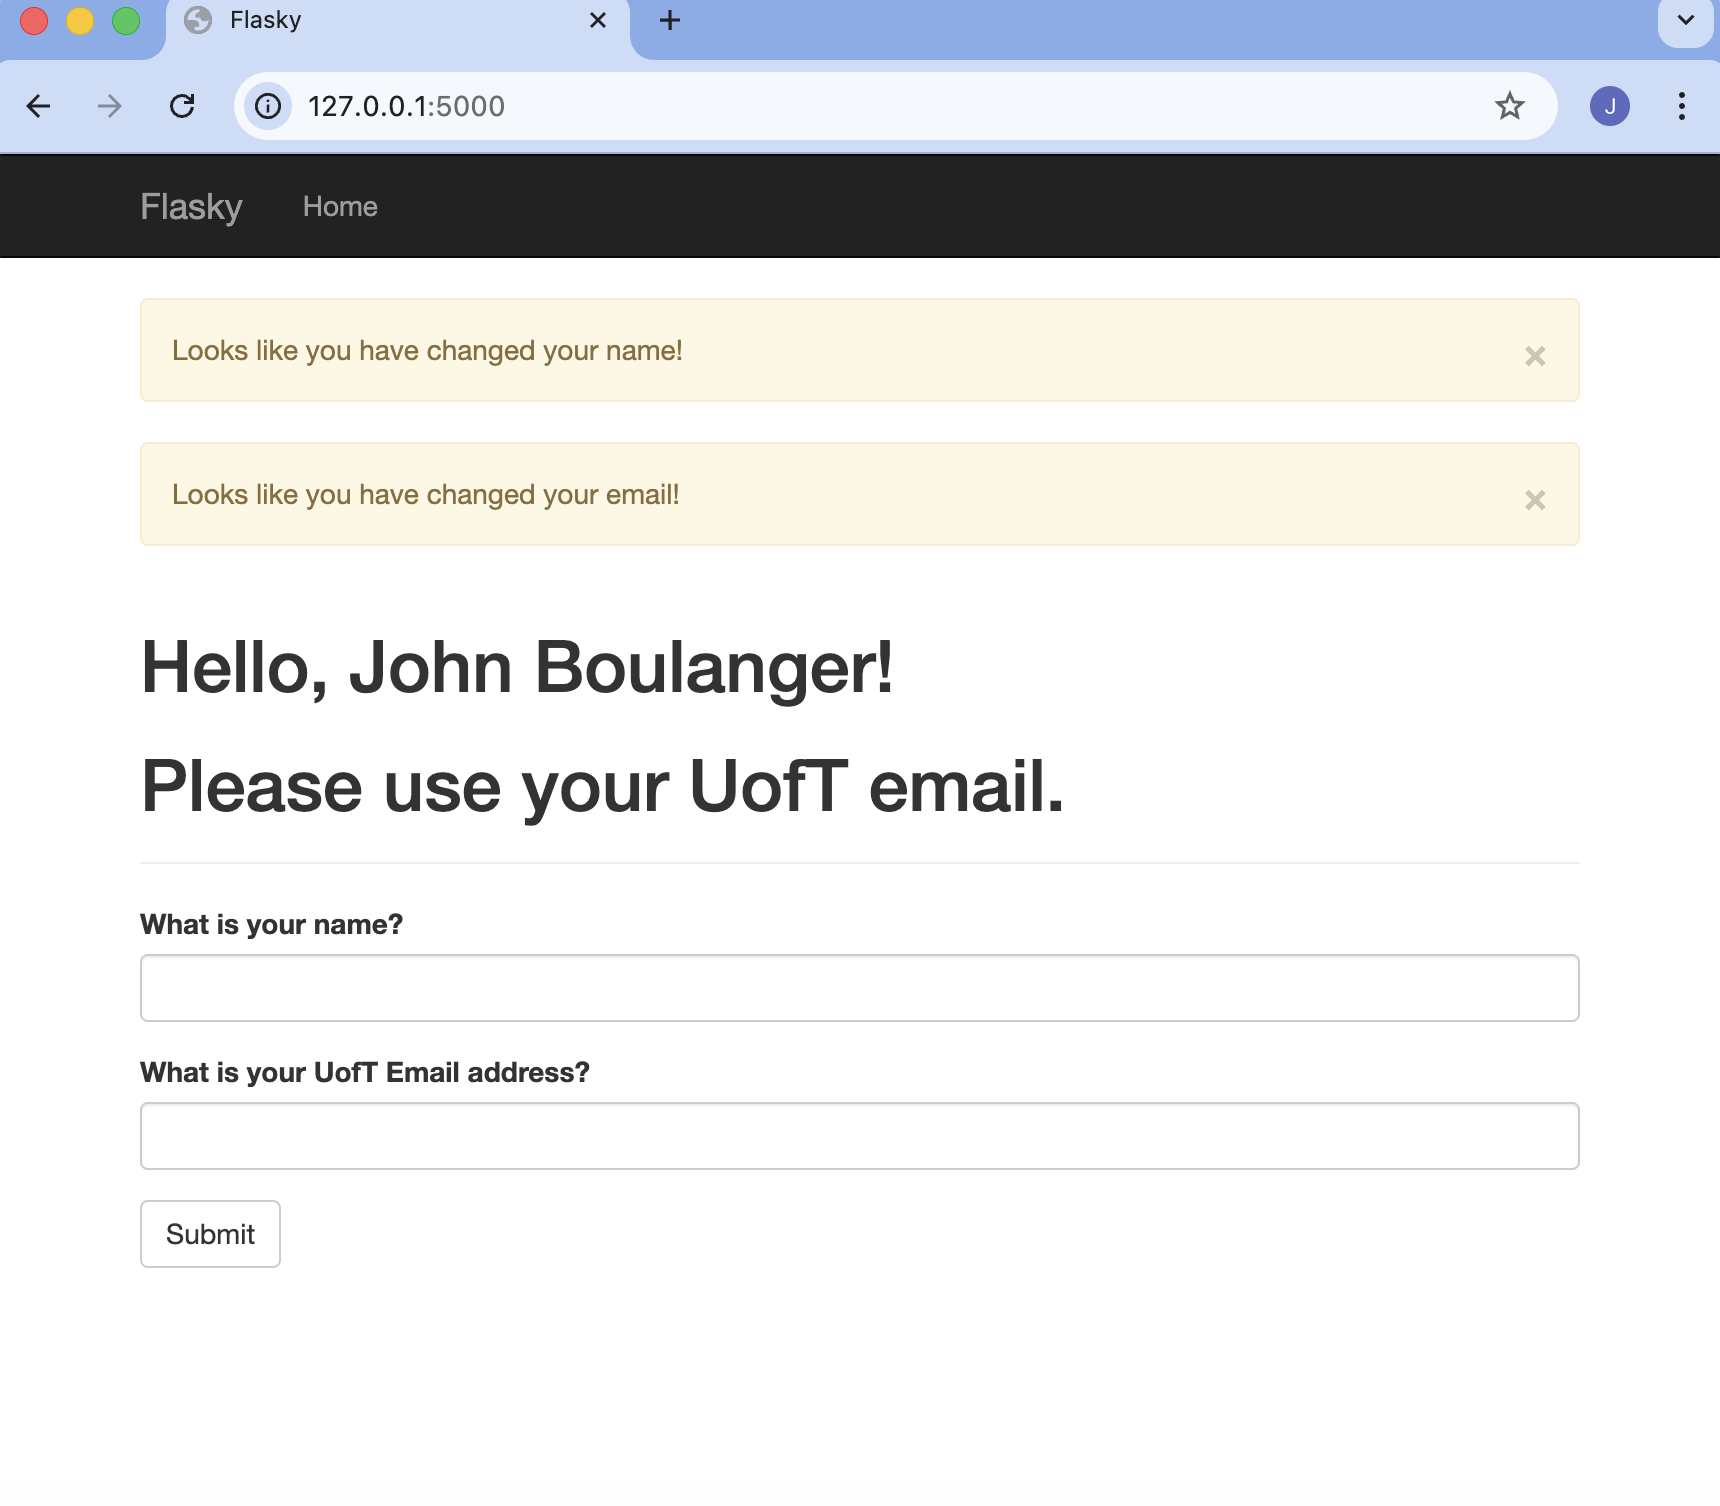 Flasky
127.0.0.1:5000
J
Flasky Home
Looks like you have changed your name!
×
Looks like you have changed your email!
×
Hello, John Boulanger!
Please use your UofT email.
What is your name?
What is your UofT Email address?
Submit